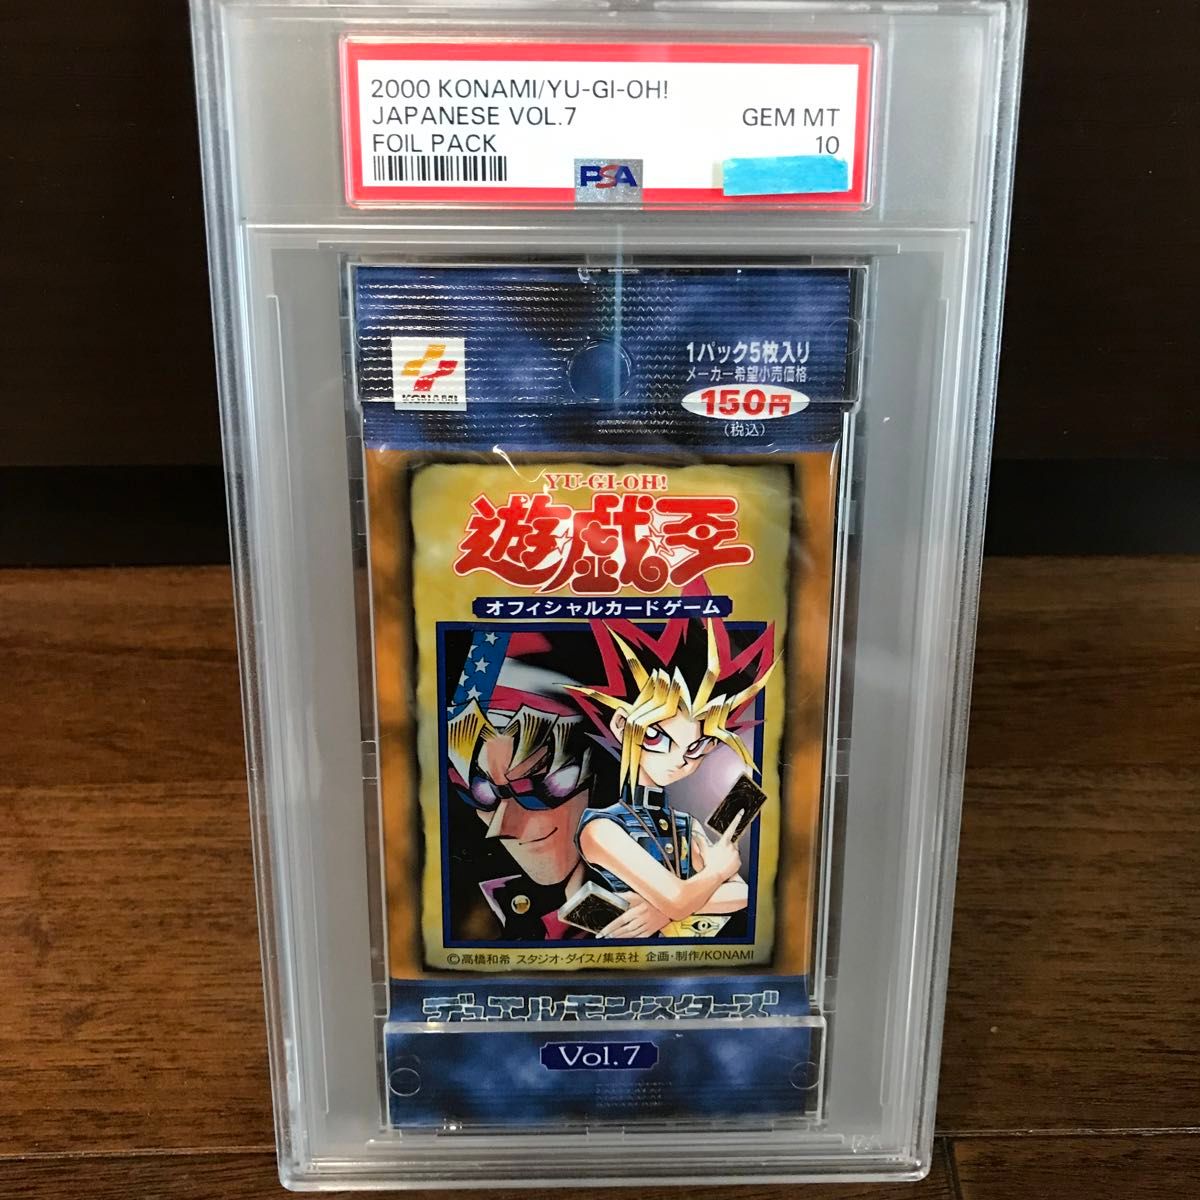 2000 KONAMI/YU-GI-OH!
JAPANESE VOL.7
GEM MT
FOIL PACK
10
PSA
KONAMI
1パック5枚入り
メーカー希望小売価格
150円
(税込)
YU-GI-OH!
遊戯王
オフィシャルカードゲーム
©高橋和希 スタジオ・ダイス/集英社 企画・制作/KONAMI
デュエルモンスターズ
Vol.7